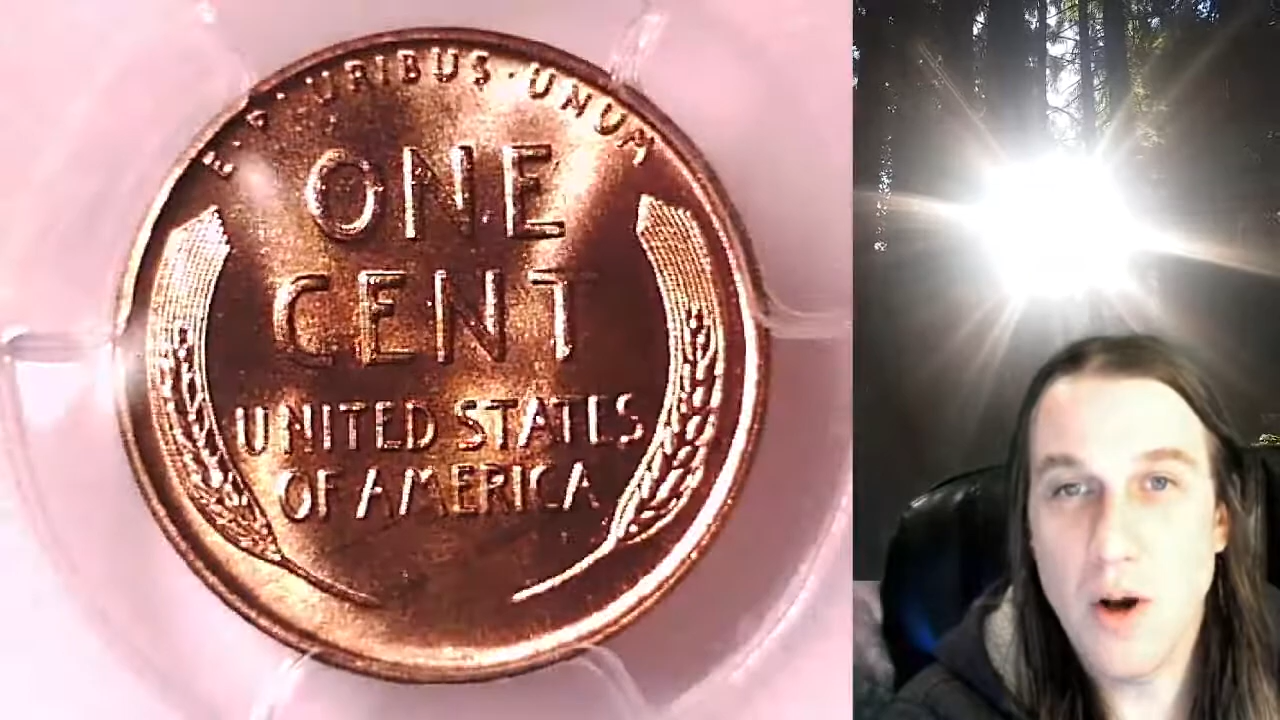 E · PLURIBUS · UNUM
ONE
CENT
UNITED STATES
OF AMERICA